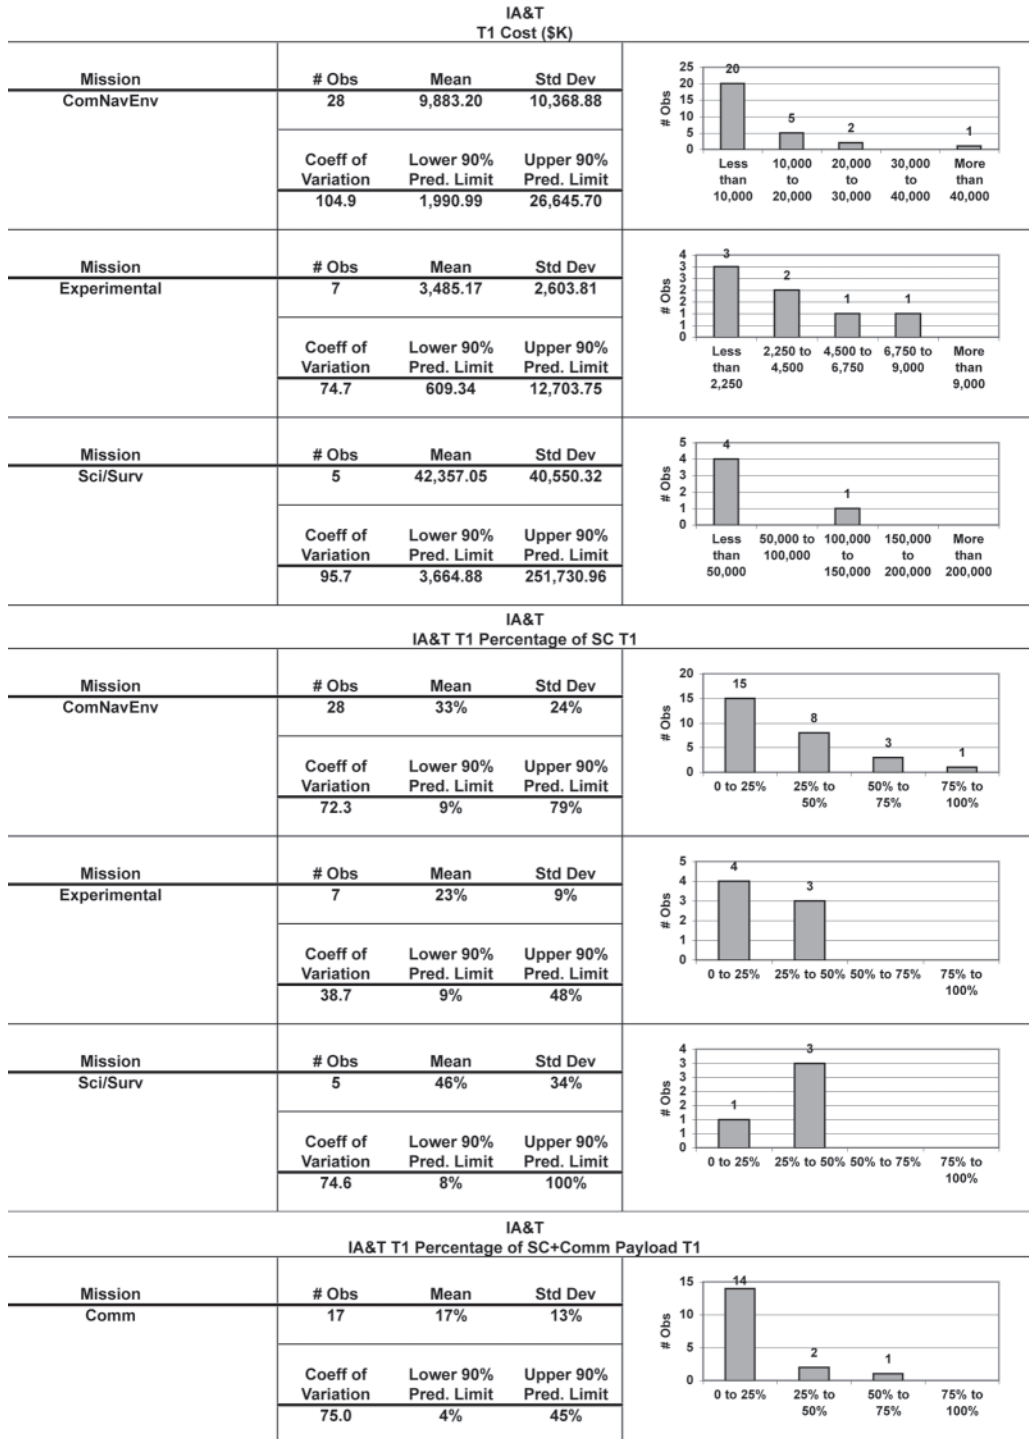 IA&T
T1 Cost ($K)
Mission # Obs Mean Std Dev
ComNavEnv 28 9,883.20 10,368.88
Coeff of Lower 90% Upper 90%
Variation Pred. Limit Pred. Limit
104.9 1,990.99 26,645.70
# Obs
25
20
15
10
5
0
20
5
2
1
Less 10,000 20,000 30,000 More
than to to to than
10,000 20,000 30,000 40,000 40,000
Mission # Obs Mean Std Dev
Experimental 7 3,485.17 2,603.81
Coeff of Lower 90% Upper 90%
Variation Pred. Limit Pred. Limit
74.7 609.34 12,703.75
# Obs
4
3
3
2
2
1
1
0
3
2
1
1
Less 2,250 to 4,500 to 6,750 to More
than 4,500 6,750 9,000 than
2,250 9,000
Mission # Obs Mean Std Dev
Sci/Surv 5 42,357.05 40,550.32
Coeff of Lower 90% Upper 90%
Variation Pred. Limit Pred. Limit
95.7 3,664.88 251,730.96
# Obs
5
4
3
2
1
0
4
1
Less 50,000 to 100,000 150,000 More
than 100,000 to to than
50,000 150,000 200,000 200,000
IA&T
IA&T T1 Percentage of SC T1
Mission # Obs Mean Std Dev
ComNavEnv 28 33% 24%
Coeff of Lower 90% Upper 90%
Variation Pred. Limit Pred. Limit
72.3 9% 79%
# Obs
20
15
10
5
0
15
8
3
1
0 to 25% 25% to 50% to 75% to
50% 75% 100%
Mission # Obs Mean Std Dev
Experimental 7 23% 9%
Coeff of Lower 90% Upper 90%
Variation Pred. Limit Pred. Limit
38.7 9% 48%
# Obs
5
4
3
2
1
0
4
3
0 to 25% 25% to 50% 50% to 75% 75% to
100%
Mission # Obs Mean Std Dev
Sci/Surv 5 46% 34%
Coeff of Lower 90% Upper 90%
Variation Pred. Limit Pred. Limit
74.6 8% 100%
# Obs
4
3
3
2
2
1
1
0
1
3
0 to 25% 25% to 50% 50% to 75% 75% to
100%
IA&T
IA&T T1 Percentage of SC+Comm Payload T1
Mission # Obs Mean Std Dev
Comm 17 17% 13%
Coeff of Lower 90% Upper 90%
Variation Pred. Limit Pred. Limit
75.0 4% 45%
# Obs
15
10
5
0
14
2
1
0 to 25% 25% to 50% to 75% to
50% 75% 100%